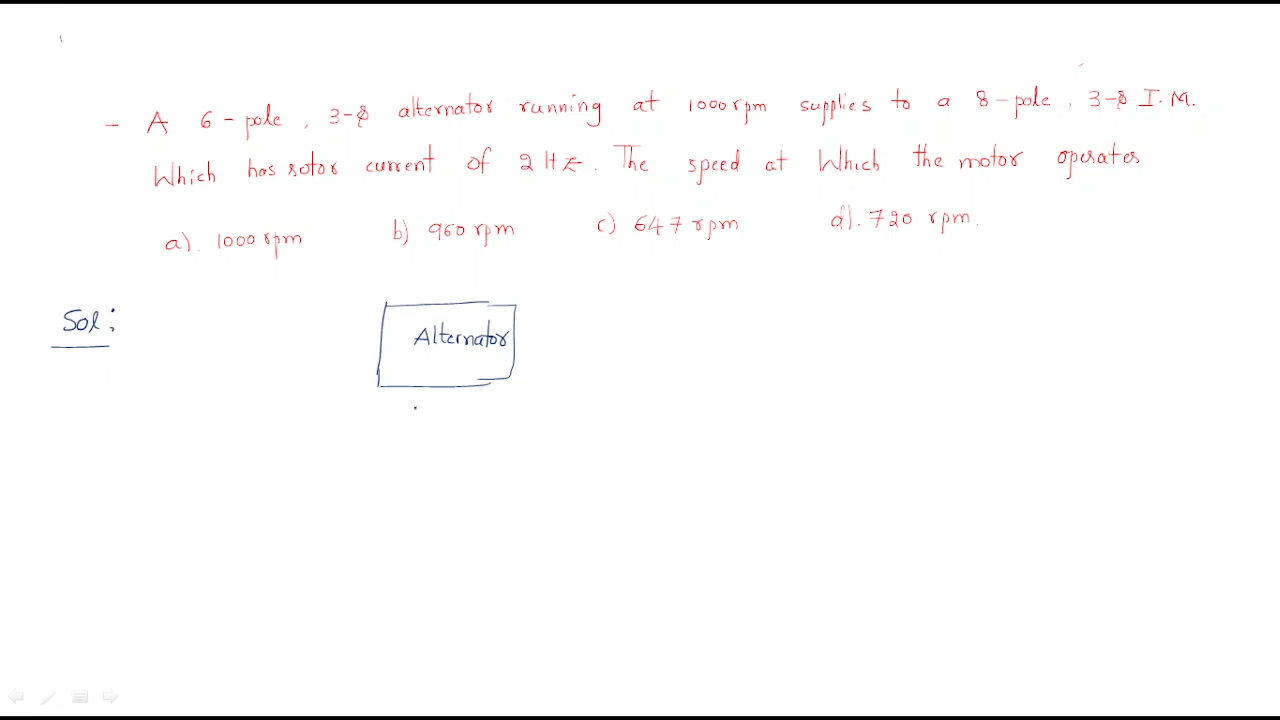 - A 6-pole, 3-ϕ alternator running at 1000 rpm supplies to a 8-pole, 3-ϕ I.M.
Which has rotor current of 2 Hz. The speed at Which the motor operates
a). 1000 rpm b) 960 rpm c) 647 rpm d). 720 rpm.
Sol:
Alternator